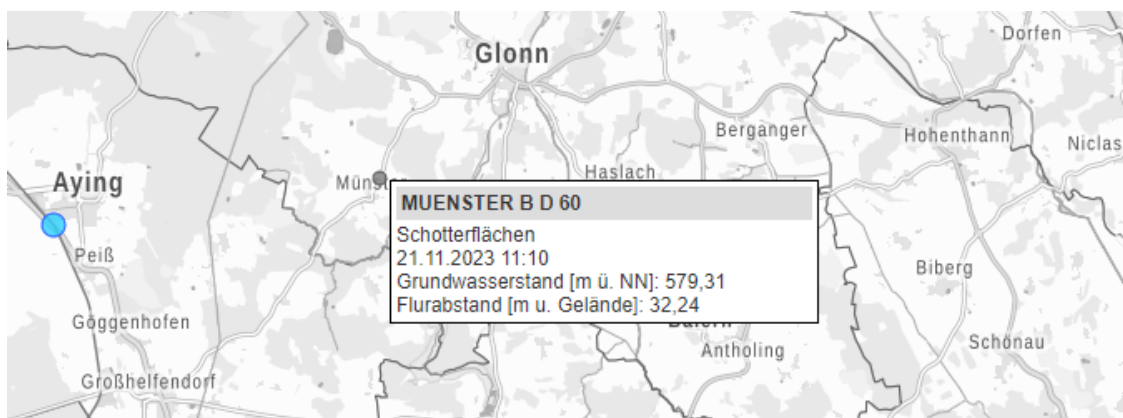 Dorfen
Glonn
Berganger
Hohenthann
Niclas
Haslach
Aying
Münste
MUENSTER B D 60
Schotterflächen
21.11.2023 11:10
Grundwasserstand [m ü. NN]: 579,31
Flurabstand [m u. Gelände]: 32,24
Peiß
Biberg
Göggenhofen
Schönau
Antholing
Großhelfendorf